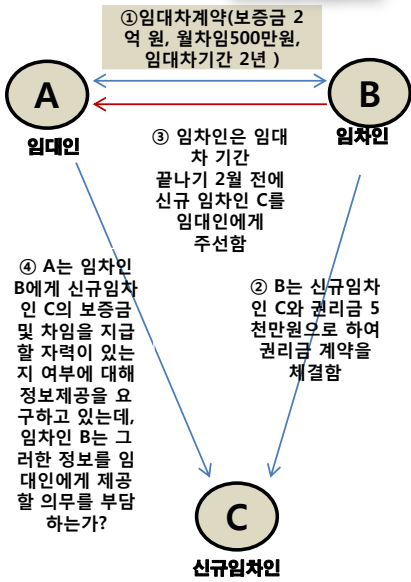 ①임대차계약(보증금 2
억 원, 월차임500만원,
임대차기간 2년 )
A
B
임대인
임차인
③ 임차인은 임대
차 기간
끝나기 2월 전에
신규 임차인 C를
임대인에게
주선함
④ A는 임차인
B에게 신규임차
인 C의 보증금
및 차임을 지급
할 자력이 있는
지 여부에 대해
정보제공을 요
구하고 있는데,
임차인 B는 그
러한 정보를 임
대인에게 제공
할 의무를 부담
하는가?
② B는 신규임차
인 C와 권리금 5
천만원으로 하여
권리금 계약을
체결함
C
신규임차인